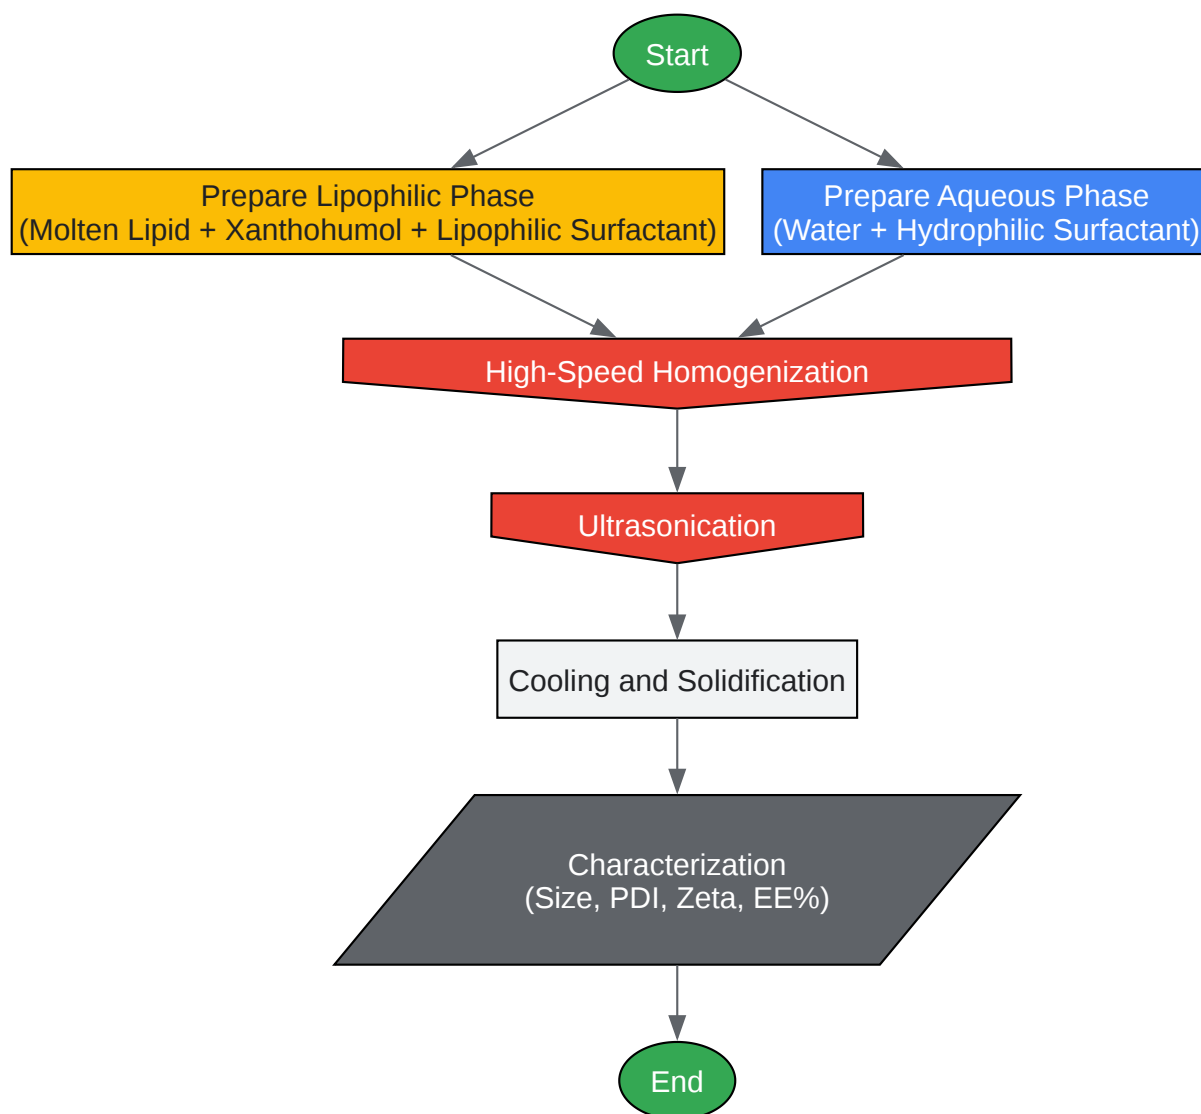 Start
Prepare Lipophilic Phase
(Molten Lipid + Xanthohumol + Lipophilic Surfactant)
Prepare Aqueous Phase
(Water + Hydrophilic Surfactant)
High-Speed Homogenization
Ultrasonication
Cooling and Solidification
Characterization
(Size, PDI, Zeta, EE%)
End